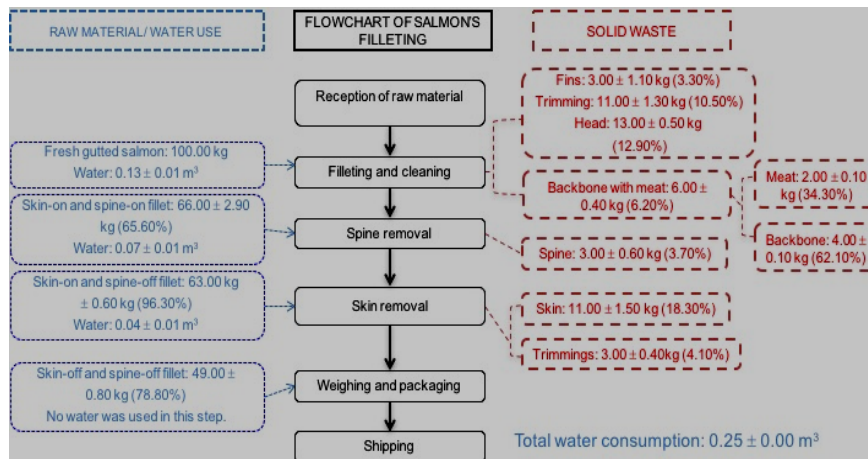 RAW MATERIAL/ WATER USE
FLOWCHART OF SALMON'S
FILLETING
SOLID WASTE
Reception of raw material
Fins: 3.00 ± 1.10 kg (3.30%)
Trimming: 11.00 ± 1.30 kg (10.50%)
Head: 13.00 ± 0.50 kg
(12.90%)
Fresh gutted salmon: 100.00 kg
Water: 0.13 ± 0.01 m³
Filleting and cleaning
Backbone with meat: 6.00 ±
0.40 kg (6.20%)
Meat: 2.00 ± 0.10
kg (34.30%)
Backbone: 4.00 ±
0.10 kg (62.10%)
Skin-on and spine-on fillet: 66.00 ± 2.90
kg (65.60%)
Water: 0.07 ± 0.01 m³
Spine removal
Spine: 3.00 ± 0.60 kg (3.70%)
Skin-on and spine-off fillet: 63.00 kg
± 0.60 kg (96.30%)
Water: 0.04 ± 0.01 m³
Skin removal
Skin: 11.00 ± 1.50 kg (18.30%)
Trimmings: 3.00 ± 0.40kg (4.10%)
Skin-off and spine-off fillet: 49.00 ±
0.80 kg (78.80%)
No water was used in this step.
Weighing and packaging
Shipping
Total water consumption: 0.25 ± 0.00 m³